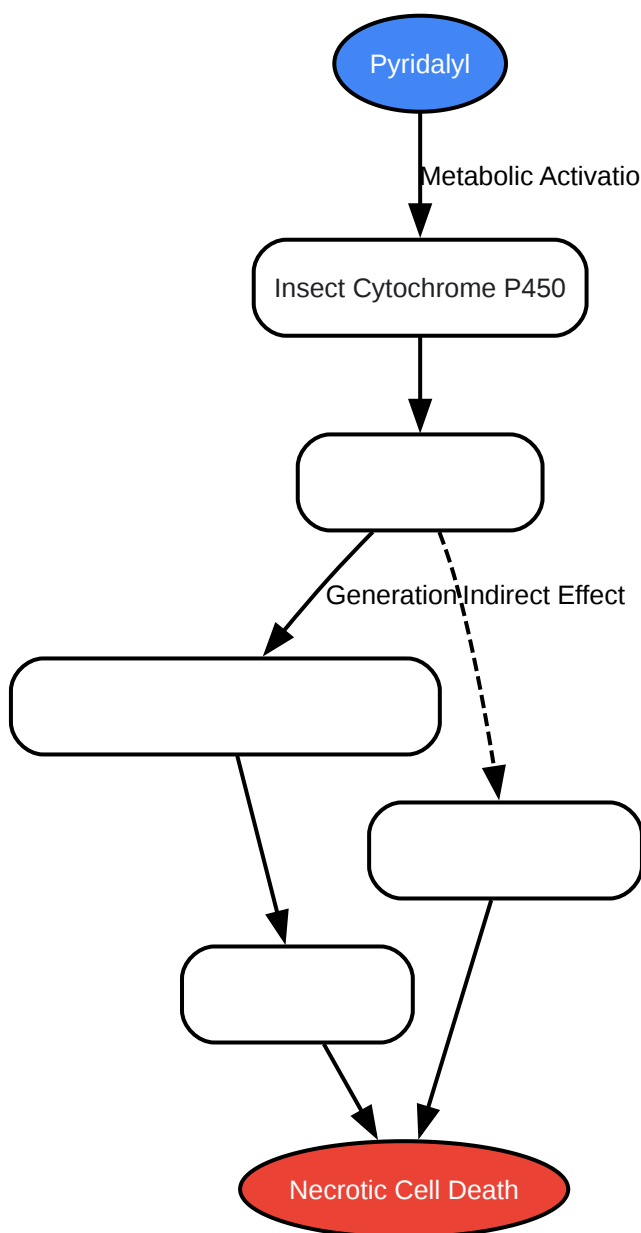 Pyridalyl
Metabolic Activatio
Insect Cytochrome P450
Generation
Indirect Effect
Necrotic Cell Death